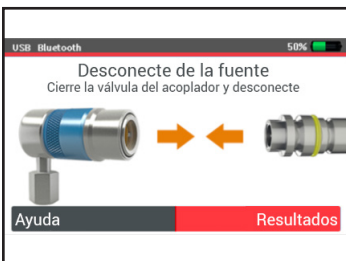 USB Bluetooth 50%
Desconecte de la fuente
Cierre la válvula del acoplador y desconecte
Ayuda Resultados